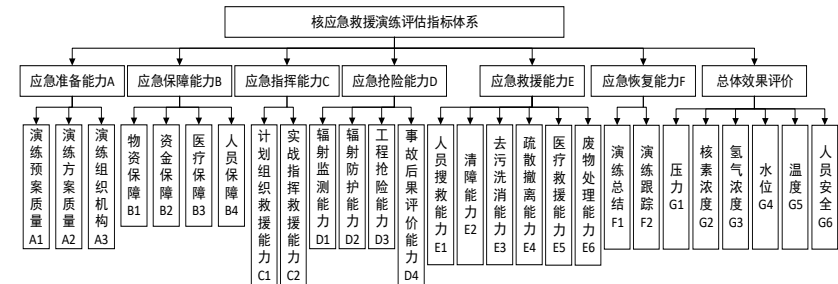 核应急救援演练评估指标体系
应急准备能力A
应急保障能力B
应急指挥能力C
应急抢险能力D
应急救援能力E
应急恢复能力F
总体效果评价
演练预案质量A1
演练方案质量A2
演练组织机构A3
物资保障B1
资金保障B2
医疗保障B3
人员保障B4
计划组织救援能力C1
实战指挥救援能力C2
辐射监测能力D1
辐射防护能力D2
工程抢险能力D3
事故后果评价能力D4
人员搜救能力E1
清障能力E2
去污洗消能力E3
疏散撤离能力E4
医疗救援能力E5
废物处理能力E6
演练总结F1
演练跟踪F2
压力G1
核素浓度G2
氢气浓度G3
水位G4
温度G5
人员安全G6